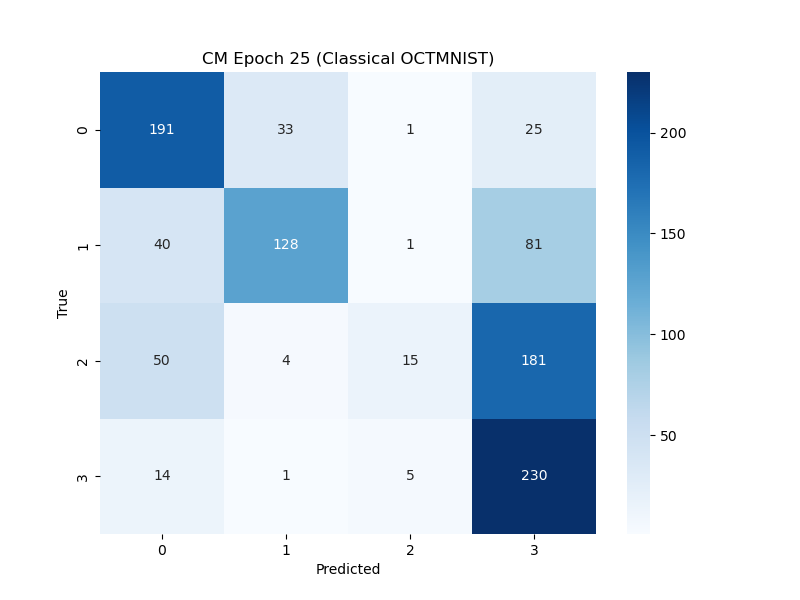 CM Epoch 25 (Classical OCTMNIST)
0 191 33 1 25
1 40 128 1 81
2 50 4 15 181
3 14 1 5 230
0 1 2 3
Predicted
True
200
150
100
50